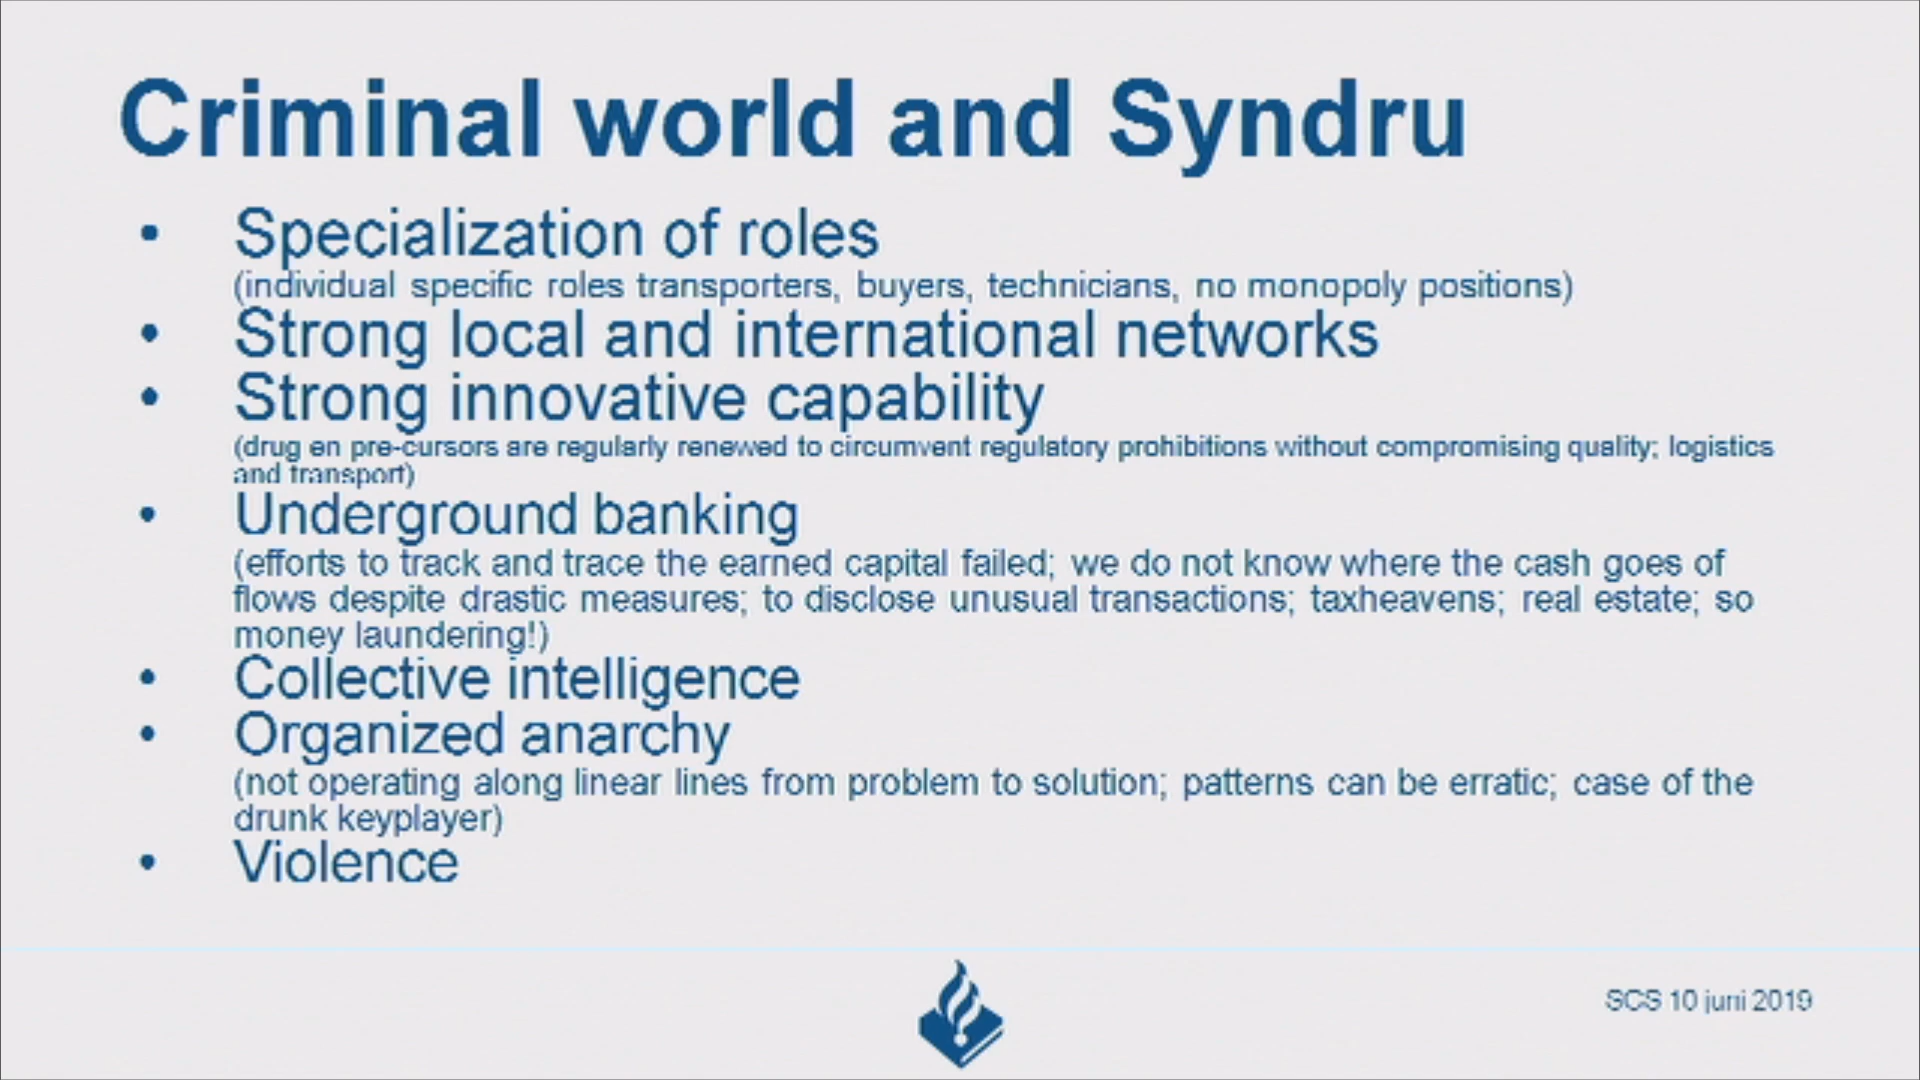 Criminal world and Syndru
• Specialization of roles
(individual specific roles transporters, buyers, technicians, no monopoly positions)
• Strong local and international networks
• Strong innovative capability
(drug en pre-cursors are regularly renewed to circumvent regulatory prohibitions without compromising quality; logistics
and transport)
• Underground banking
(efforts to track and trace the earned capital failed; we do not know where the cash goes of
flows despite drastic measures; to disclose unusual transactions; taxheavens; real estate; so
money laundering!)
• Collective intelligence
• Organized anarchy
(not operating along linear lines from problem to solution; patterns can be erratic; case of the
drunk keyplayer)
• Violence
SCS 10 juni 2019